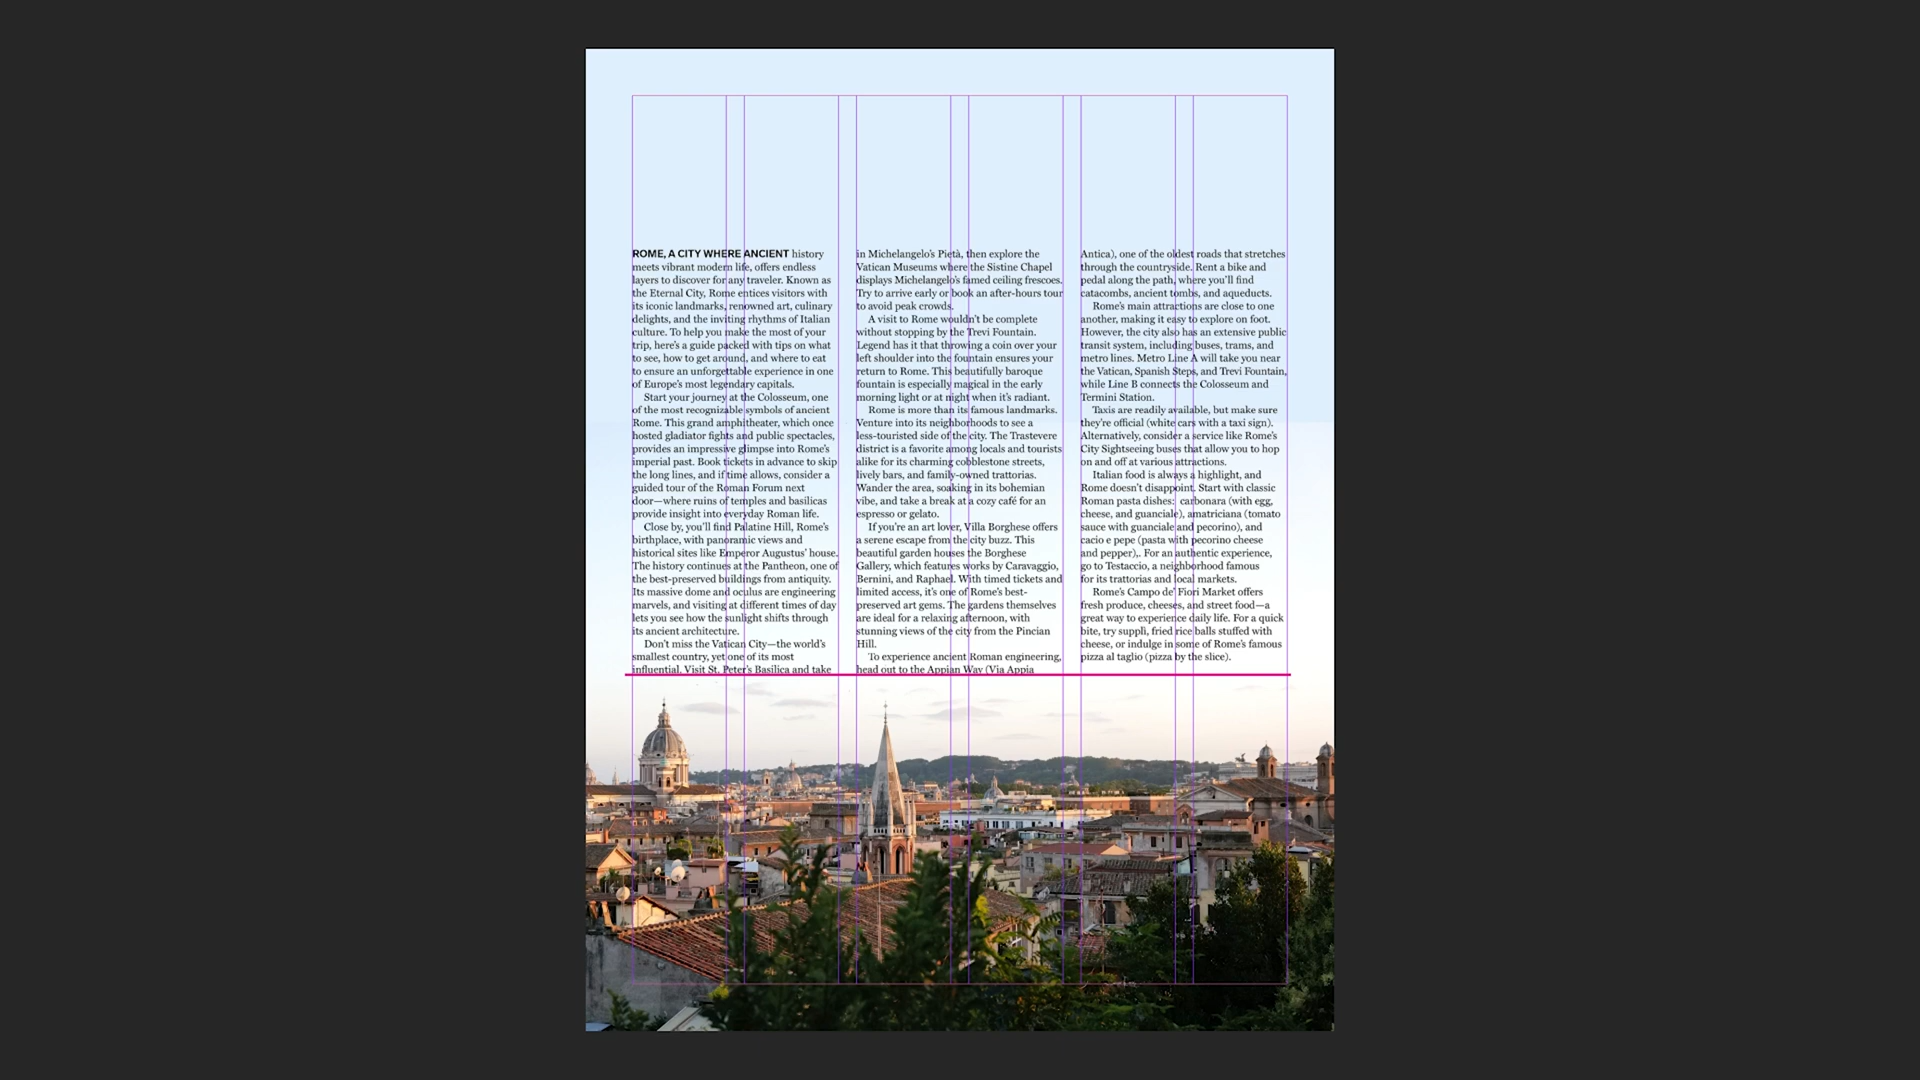 ROME, A CITY WHERE ANCIENT history
meets vibrant modern life, offers endless
layers to discover for any traveler. Known as
the Eternal City, Rome entices visitors with
its iconic landmarks, renowned art, culinary
delights, and the inviting rhythms of Italian
culture. To help you make the most of your
trip, here’s a guide packed with tips on what
to see, how to get around, and where to eat
to ensure an unforgettable experience in one
of Europe’s most legendary capitals.
Start your journey at the Colosseum, one
of the most recognizable symbols of ancient
Rome. This grand amphitheater, which once
hosted gladiator fights and public spectacles,
provides an impressive glimpse into Rome’s
imperial past. Book tickets in advance to skip
the long lines, and if time allows, consider a
guided tour of the Roman Forum next
door—where ruins of temples and basilicas
provide insight into everyday Roman life.
Close by, you’ll find Palatine Hill, Rome’s
birthplace, with panoramic views and
historical sites like Emperor Augustus’ house.
The history continues at the Pantheon, one of
the best-preserved buildings from antiquity.
Its massive dome and oculus are engineering
marvels, and visiting at different times of day
lets you see how the sunlight shifts through
its ancient architecture.
Don’t miss the Vatican City—the world’s
smallest country, yet one of its most
influential. Visit St. Peter’s Basilica and take
in Michelangelo’s Pietà, then explore the
Vatican Museums where the Sistine Chapel
displays Michelangelo’s famed ceiling frescoes.
Try to arrive early or book an after-hours tour
to avoid peak crowds.
A visit to Rome wouldn’t be complete
without stopping by the Trevi Fountain.
Legend has it that throwing a coin over your
left shoulder into the fountain ensures your
return to Rome. This beautifully baroque
fountain is especially magical in the early
morning light or at night when it’s radiant.
Rome is more than its famous landmarks.
Venture into its neighborhoods to see a
less-touristed side of the city. The Trastevere
district is a favorite among locals and tourists
alike for its charming cobblestone streets,
lively bars, and family-owned trattorias.
Wander the area, soaking in its bohemian
vibe, and take a break at a cozy café for an
espresso or gelato.
If you’re an art lover, Villa Borghese offers
a serene escape from the city buzz. This
beautiful garden houses the Borghese
Gallery, which features works by Caravaggio,
Bernini, and Raphael. With timed tickets and
limited access, it’s one of Rome’s best-
preserved art gems. The gardens themselves
are ideal for a relaxing afternoon, with
stunning views of the city from the Pincian
Hill.
To experience ancient Roman engineering,
head out to the Appian Way (Via Appia
Antica), one of the oldest roads that stretches
through the countryside. Rent a bike and
pedal along the path, where you’ll find
catacombs, ancient tombs, and aqueducts.
Rome’s main attractions are close to one
another, making it easy to explore on foot.
However, the city also has an extensive public
transit system, including buses, trams, and
metro lines. Metro Line A will take you near
the Vatican, Spanish Steps, and Trevi Fountain,
while Line B connects the Colosseum and
Termini Station.
Taxis are readily available, but make sure
they’re official (white cars with a taxi sign).
Alternatively, consider a service like Rome’s
City Sightseeing buses that allow you to hop
on and off at various attractions.
Italian food is always a highlight, and
Rome doesn’t disappoint. Start with classic
Roman pasta dishes: carbonara (with egg,
cheese, and guanciale), amatriciana (tomato
sauce with guanciale and pecorino), and
cacio e pepe (pasta with pecorino cheese
and pepper),. For an authentic experience,
go to Testaccio, a neighborhood famous
for its trattorias and local markets.
Rome’s Campo de’ Fiori Market offers
fresh produce, cheeses, and street food—a
great way to experience daily life. For a quick
bite, try supplì, fried rice balls stuffed with
cheese, or indulge in some of Rome’s famous
pizza al taglio (pizza by the slice).